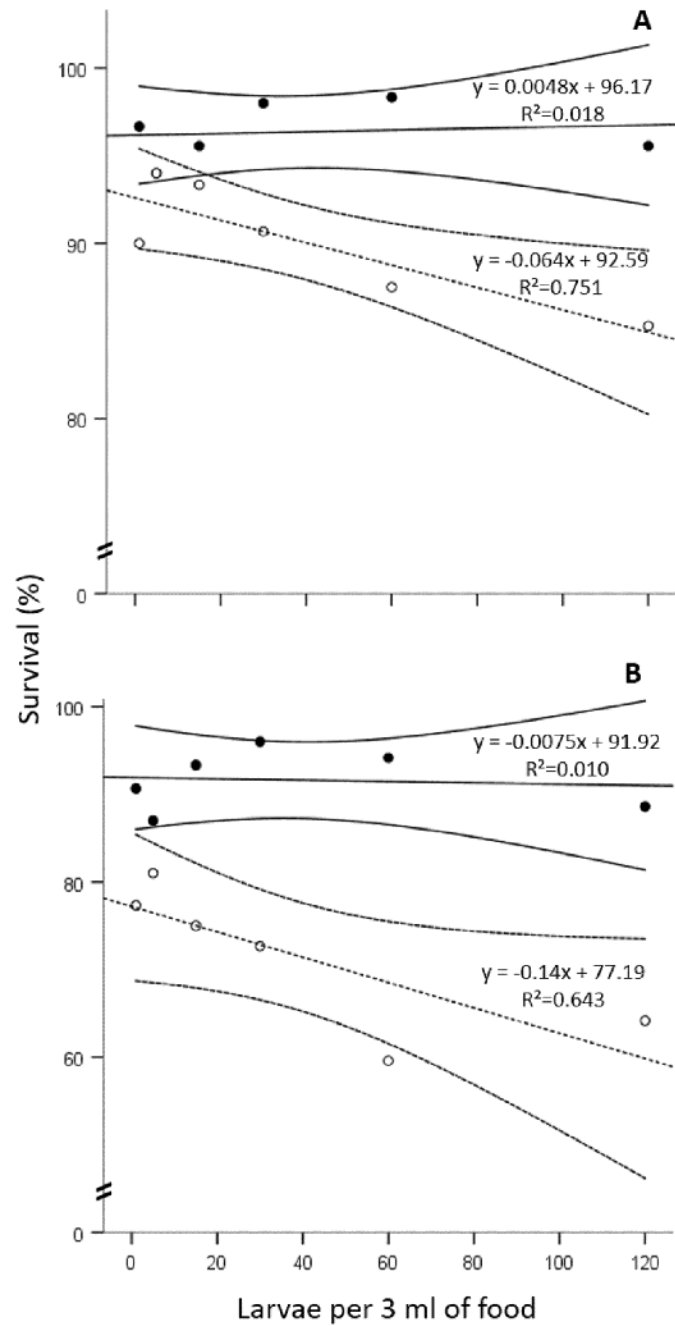 A
100
y = 0.0048x + 96.17
R²=0.018
90
y = -0.064x + 92.59
R²=0.751
80
0
Survival (%)
B
100
y = -0.0075x + 91.92
R²=0.010
80
y = -0.14x + 77.19
R²=0.643
60
0
0 20 40 60 80 100 120
Larvae per 3 ml of food